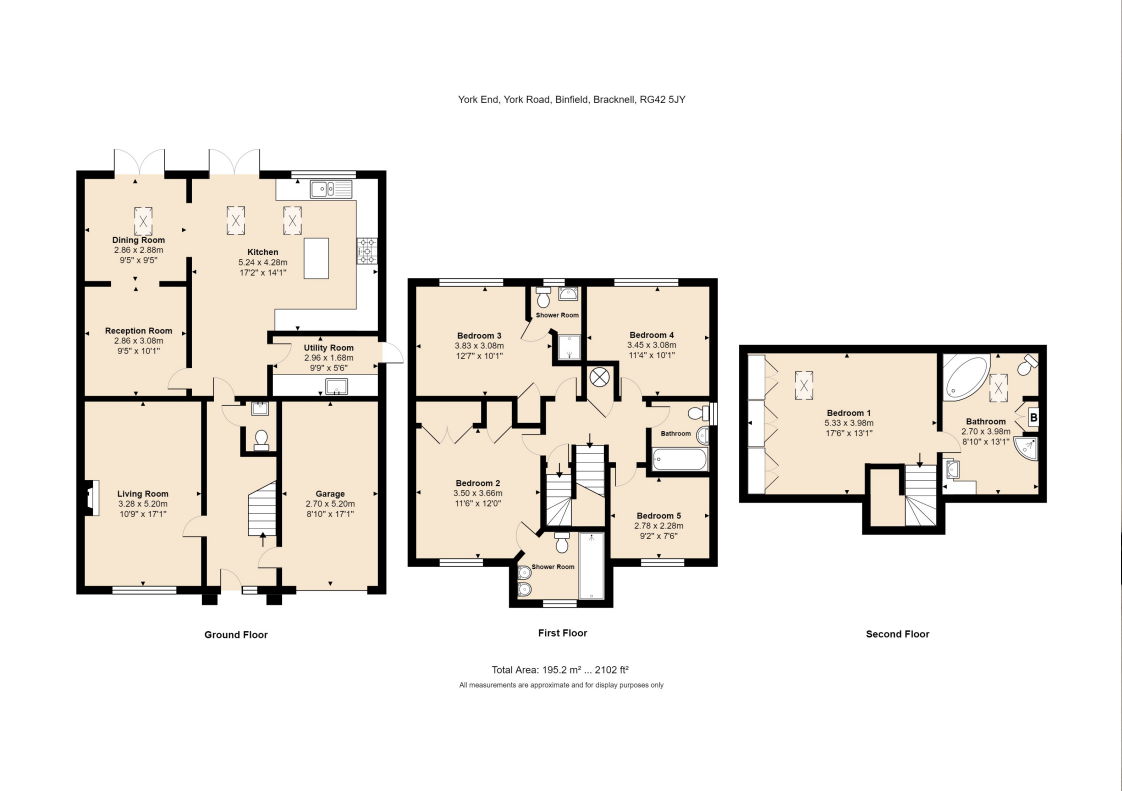 York End, York Road, Binfield, Bracknell, RG42 5JY
Dining Room
2.86 x 2.88m
9'5" x 9'5"
Kitchen
5.24 x 4.28m
17'2" x 14'1"
Reception Room
2.86 x 3.08m
9'5" x 10'1"
Utility Room
2.96 x 1.68m
9'9" x 5'6"
Living Room
3.28 x 5.20m
10'9" x 17'1"
Garage
2.70 x 5.20m
8'10" x 17'1"
Ground Floor
Bedroom 3
3.83 x 3.08m
12'7" x 10'1"
Shower Room
Bedroom 4
3.45 x 3.08m
11'4" x 10'1"
Bathroom
Bedroom 2
3.50 x 3.66m
11'6" x 12'0"
Bedroom 5
2.78 x 2.28m
9'2" x 7'6"
Shower Room
First Floor
Bedroom 1
5.33 x 3.98m
17'6" x 13'1"
Bathroom
2.70 x 3.98m
8'10" x 13'1"
B
Second Floor
Total Area: 195.2 m² ... 2102 ft²
All measurements are approximate and for display purposes only